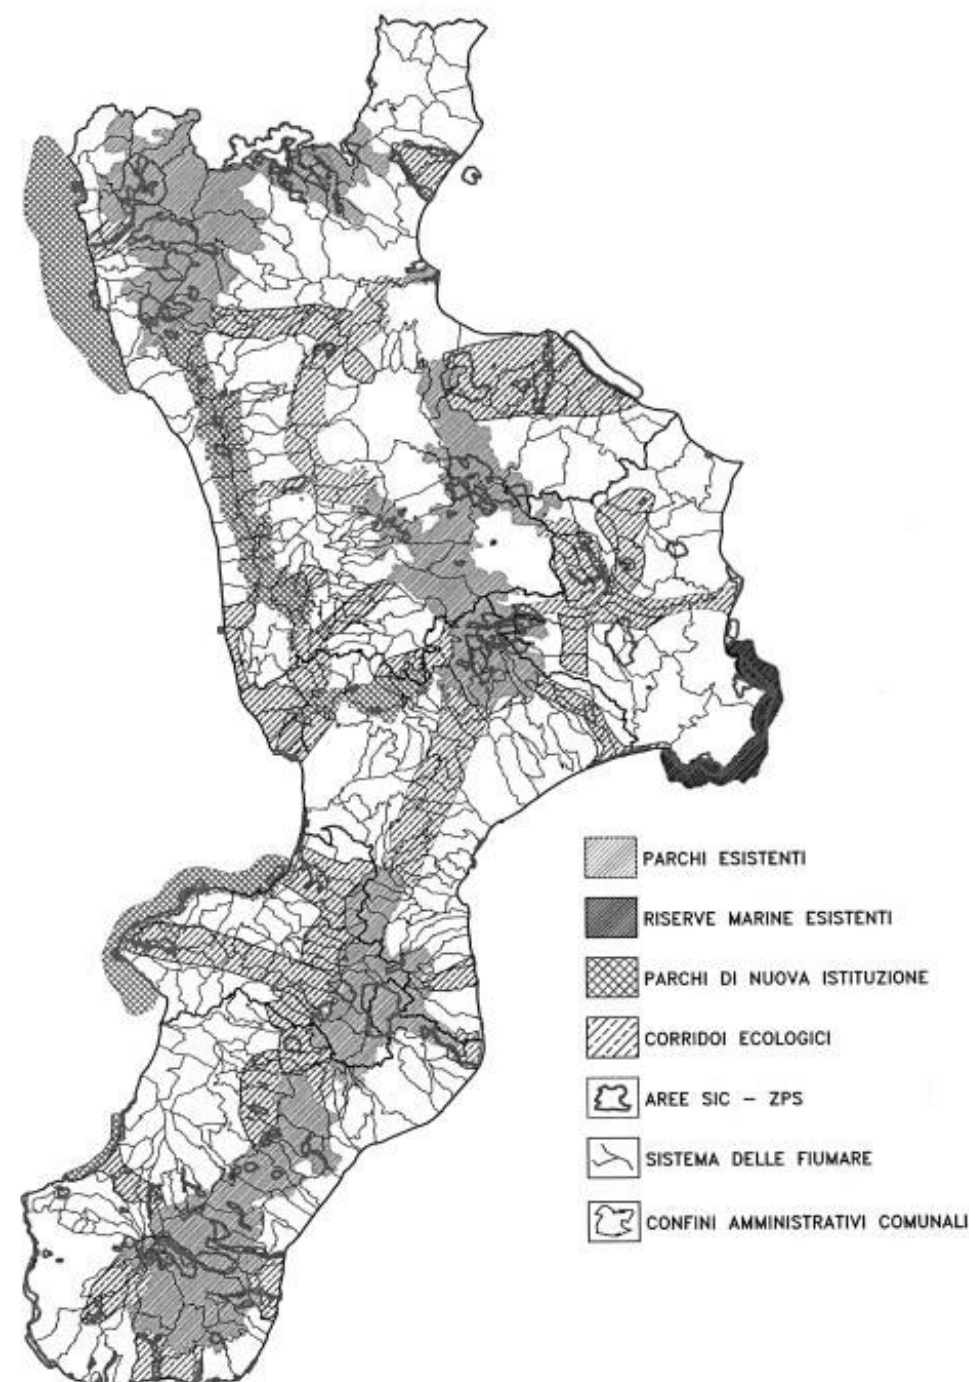 PARCHI ESISTENTI
RISERVE MARINE ESISTENTI
PARCHI DI NUOVA ISTITUZIONE
CORRIDOI ECOLOGICI
AREE SIC – ZPS
SISTEMA DELLE FIUMARE
CONFINI AMMINISTRATIVI COMUNALI